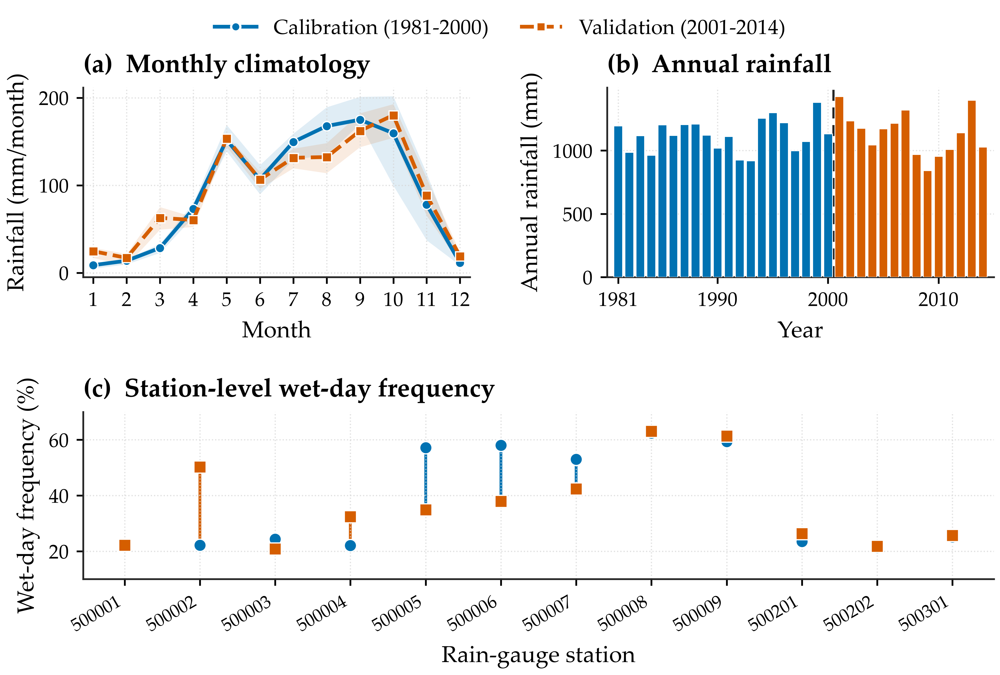 Calibration (1981-2000) Validation (2001-2014)
(a) Monthly climatology
Rainfall (mm/month)
200
100
0
1 2 3 4 5 6 7 8 9 10 11 12
Month
(b) Annual rainfall
Annual rainfall (mm)
1000
500
0
1981 1990 2000 2010
Year
(c) Station-level wet-day frequency
Wet-day frequency (%)
60
40
20
500001 500002 500003 500004 500005 500006 500007 500008 500009 500201 500202 500301
Rain-gauge station